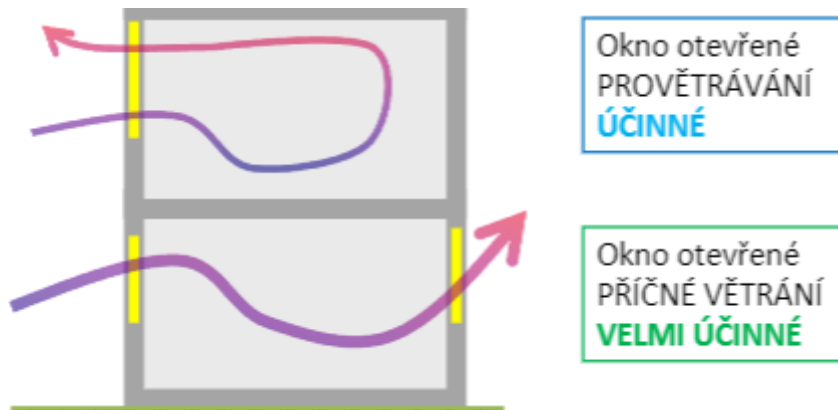 Okno otevřené
PROVĚTRÁVÁNÍ
ÚČINNÉ
Okno otevřené
PŘÍČNÉ VĚTRÁNÍ
VELMI ÚČINNÉ